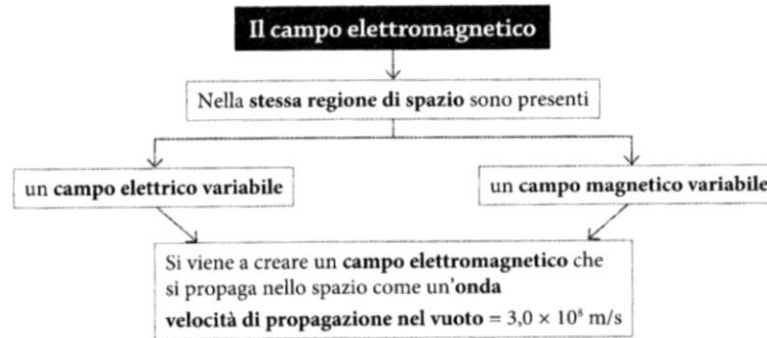 Il campo elettromagnetico
Nella stessa regione di spazio sono presenti
un campo elettrico variabile
un campo magnetico variabile
Si viene a creare un campo elettromagnetico che
si propaga nello spazio come un'onda
velocità di propagazione nel vuoto = 3,0 × 10⁸ m/s